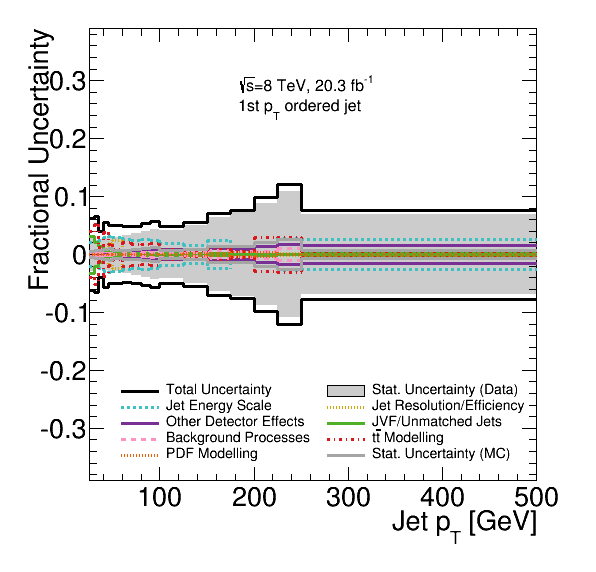 Fractional Uncertainty
0.3
0.2
0.1
0
-0.1
-0.2
-0.3
√s=8 TeV, 20.3 fb⁻¹
1st p_T ordered jet
Total Uncertainty
Jet Energy Scale
Other Detector Effects
Background Processes
PDF Modelling
Stat. Uncertainty (Data)
Jet Resolution/Efficiency
JVF/Unmatched Jets
tt̄ Modelling
Stat. Uncertainty (MC)
100 200 300 400 500
Jet p_T [GeV]